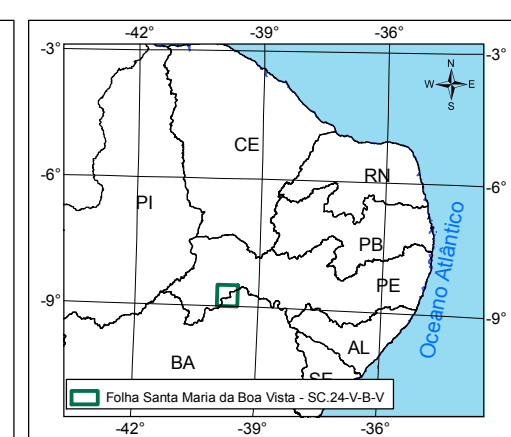 -42° -39° -36°
-3° -3°
N
W E
S
CE
RN
-6° -6°
PI
PB
PE
Oceano Atlântico
-9° -9°
AL
BA
SE
Folha Santa Maria da Boa Vista - SC.24-V-B-V
-42° -39° -36°